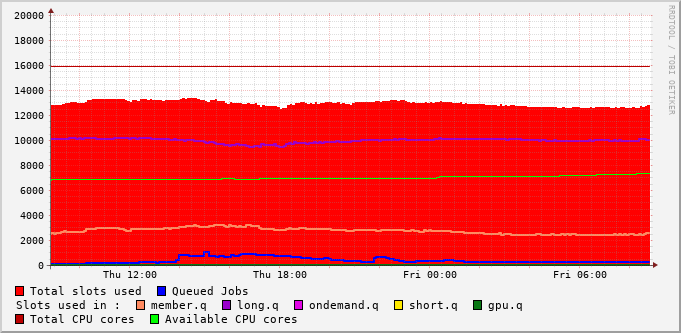 RRDTOOL / TOBI OETIKER
20000
18000
16000
14000
12000
10000
8000
6000
4000
2000
0
Thu 12:00 Thu 18:00 Fri 00:00 Fri 06:00
Total slots used Queued Jobs
Slots used in : member.q long.q ondemand.q short.q gpu.q
Total CPU cores Available CPU cores